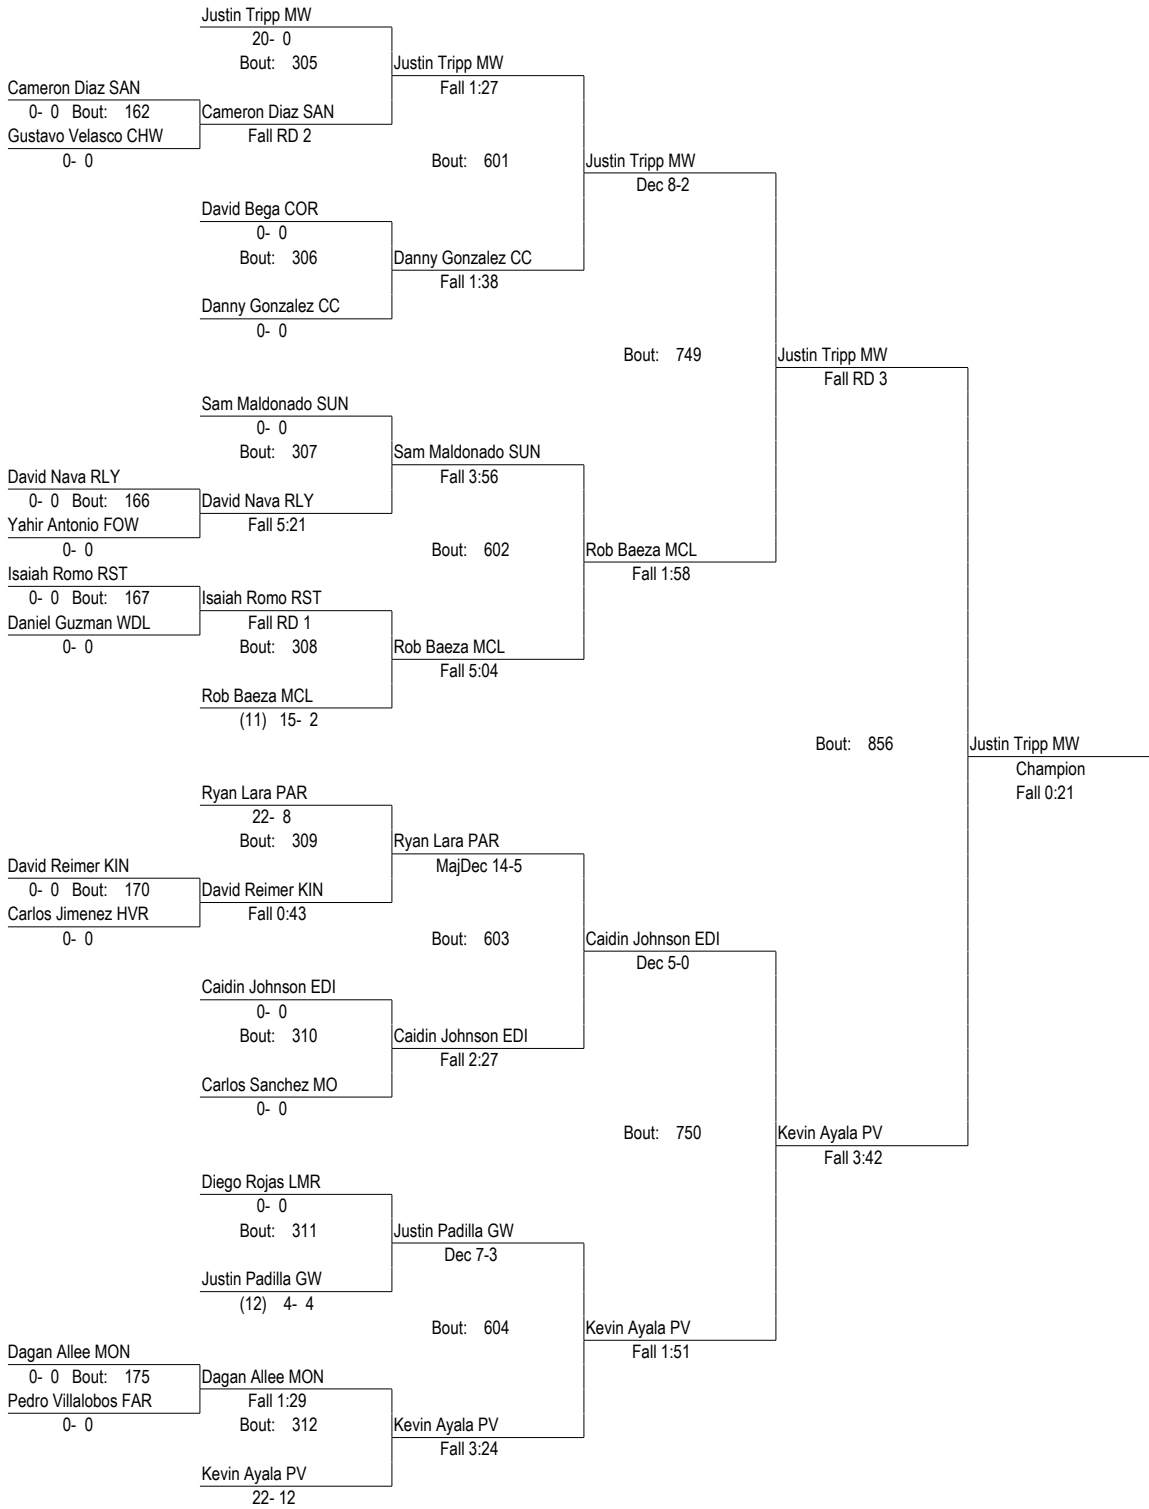 Justin Tripp MW
20- 0
Bout: 305
Justin Tripp MW
Fall 1:27
Cameron Diaz SAN
0- 0 Bout: 162
Cameron Diaz SAN
Fall RD 2
Gustavo Velasco CHW
0- 0
Bout: 601
Justin Tripp MW
Dec 8-2
David Bega COR
0- 0
Bout: 306
Danny Gonzalez CC
Fall 1:38
Danny Gonzalez CC
0- 0
Bout: 749
Justin Tripp MW
Fall RD 3
Sam Maldonado SUN
0- 0
Bout: 307
Sam Maldonado SUN
Fall 3:56
David Nava RLY
0- 0 Bout: 166
David Nava RLY
Fall 5:21
Yahir Antonio FOW
0- 0
Bout: 602
Rob Baeza MCL
Fall 1:58
Isaiah Romo RST
0- 0 Bout: 167
Isaiah Romo RST
Fall RD 1
Daniel Guzman WDL
0- 0
Bout: 308
Rob Baeza MCL
Fall 5:04
Rob Baeza MCL
(11) 15- 2
Bout: 856
Justin Tripp MW
Champion
Fall 0:21
Ryan Lara PAR
22- 8
Bout: 309
Ryan Lara PAR
MajDec 14-5
David Reimer KIN
0- 0 Bout: 170
David Reimer KIN
Fall 0:43
Carlos Jimenez HVR
0- 0
Bout: 603
Caidin Johnson EDI
Dec 5-0
Caidin Johnson EDI
0- 0
Bout: 310
Caidin Johnson EDI
Fall 2:27
Carlos Sanchez MO
0- 0
Bout: 750
Kevin Ayala PV
Fall 3:42
Diego Rojas LMR
0- 0
Bout: 311
Justin Padilla GW
Dec 7-3
Justin Padilla GW
(12) 4- 4
Bout: 604
Kevin Ayala PV
Fall 1:51
Dagan Allee MON
0- 0 Bout: 175
Dagan Allee MON
Fall 1:29
Pedro Villalobos FAR
0- 0
Bout: 312
Kevin Ayala PV
Fall 3:24
Kevin Ayala PV
22- 12